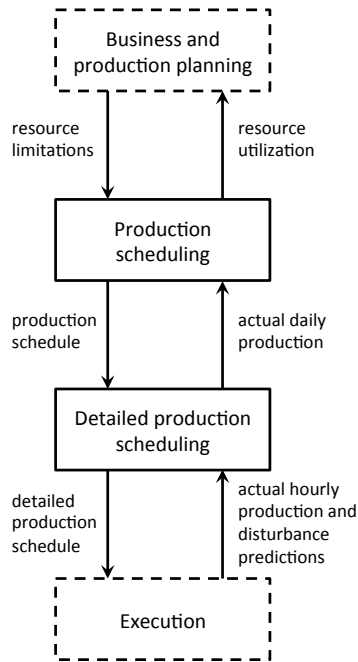 Business and
production planning
resource
limitations
resource
utilization
Production
scheduling
production
schedule
actual daily
production
Detailed production
scheduling
detailed
production
schedule
actual hourly
production and
disturbance
predictions
Execution